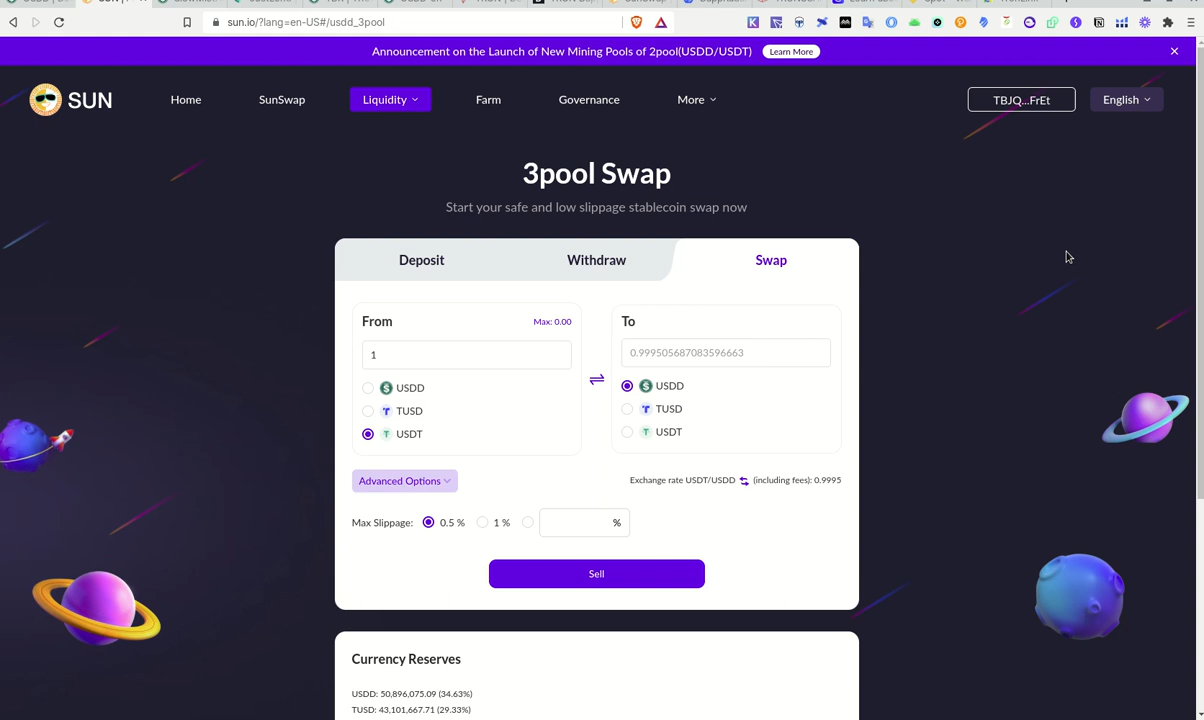 sun.io/?lang=en-US#/usdd_3pool
Announcement on the Launch of New Mining Pools of 2pool(USDD/USDT) Learn More
SUN Home SunSwap Liquidity Farm Governance More TBJQ...FrEt English
3pool Swap
Start your safe and low slippage stablecoin swap now
Deposit Withdraw Swap
From Max: 0.00 To
1 0.999505687083596663
USDD USDD
TUSD TUSD
USDT USDT
Advanced Options Exchange rate USDT/USDD (including fees): 0.9995
Max Slippage: 0.5 % 1 % %
Sell
Currency Reserves
USDD: 50,896,075.09 (34.63%)
TUSD: 43,101,667.71 (29.33%)